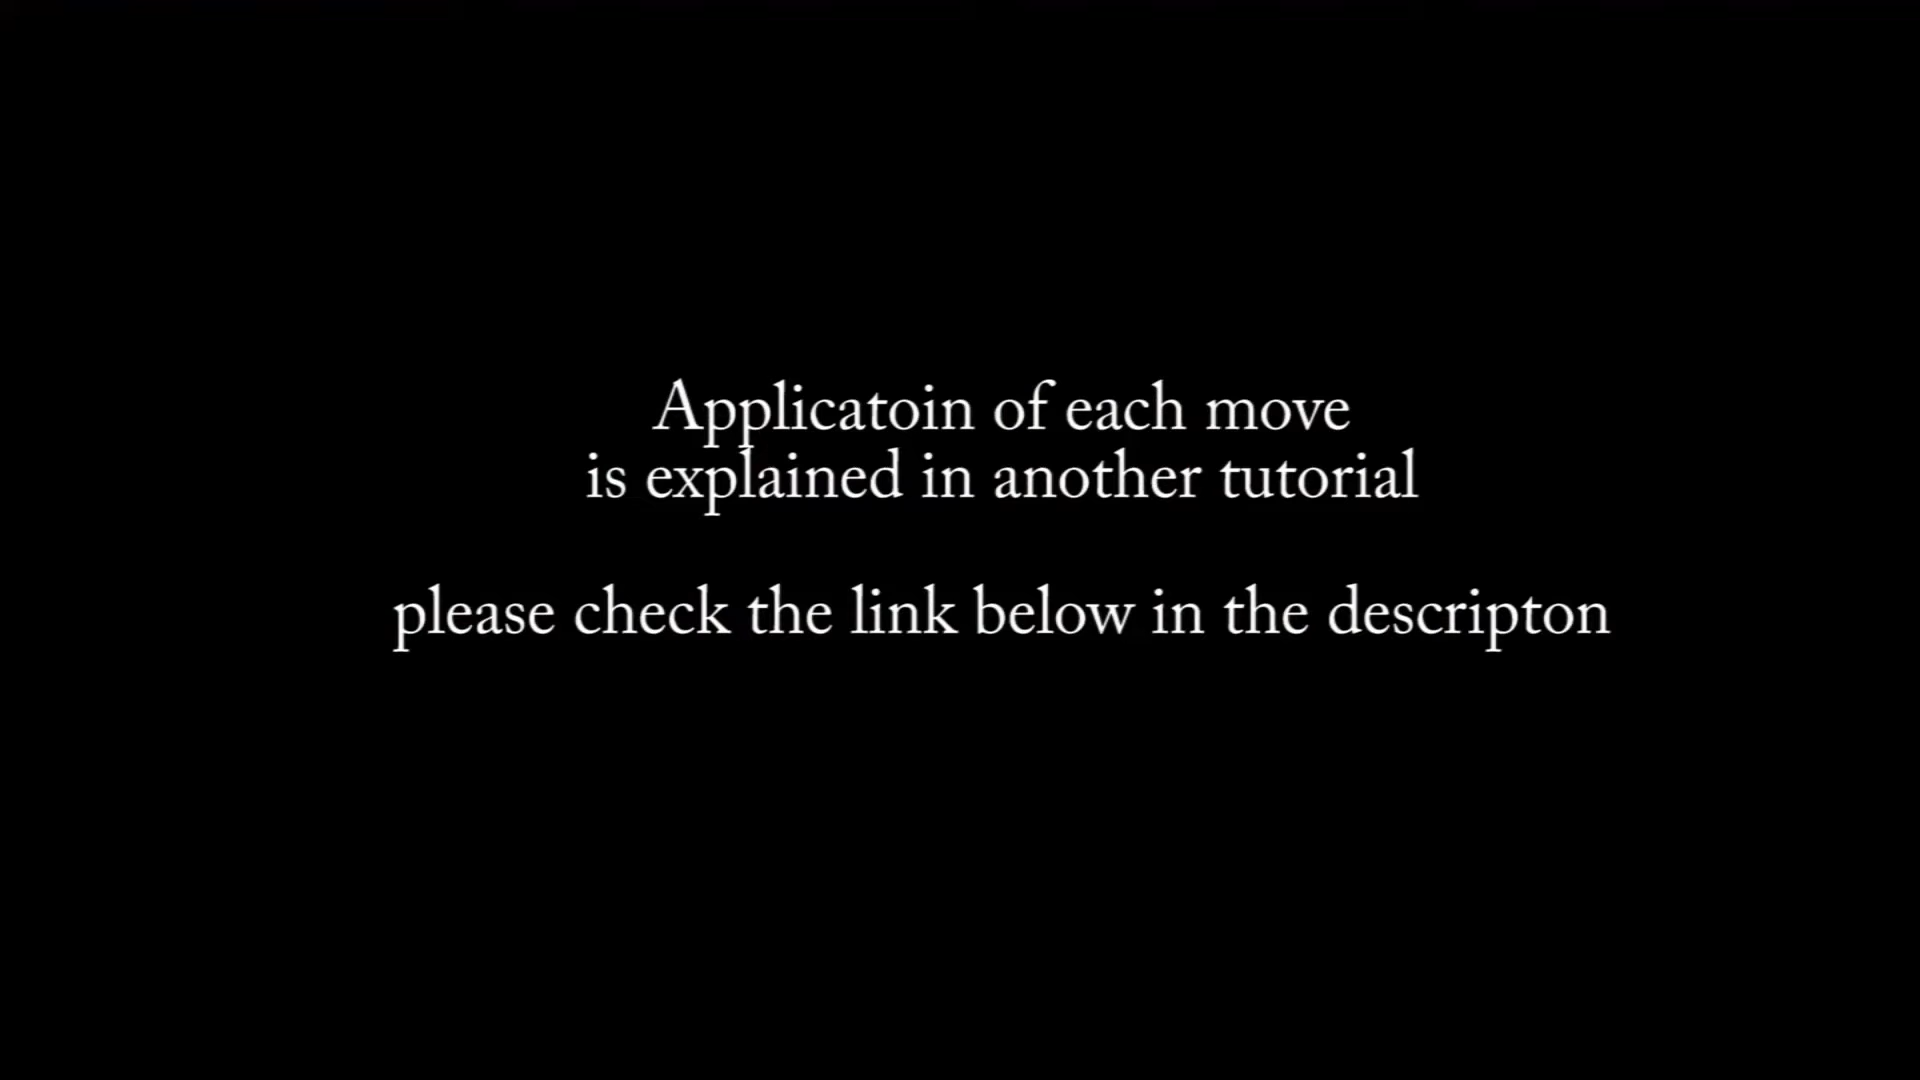 Applicatoin of each move
is explained in another tutorial
please check the link below in the descripton